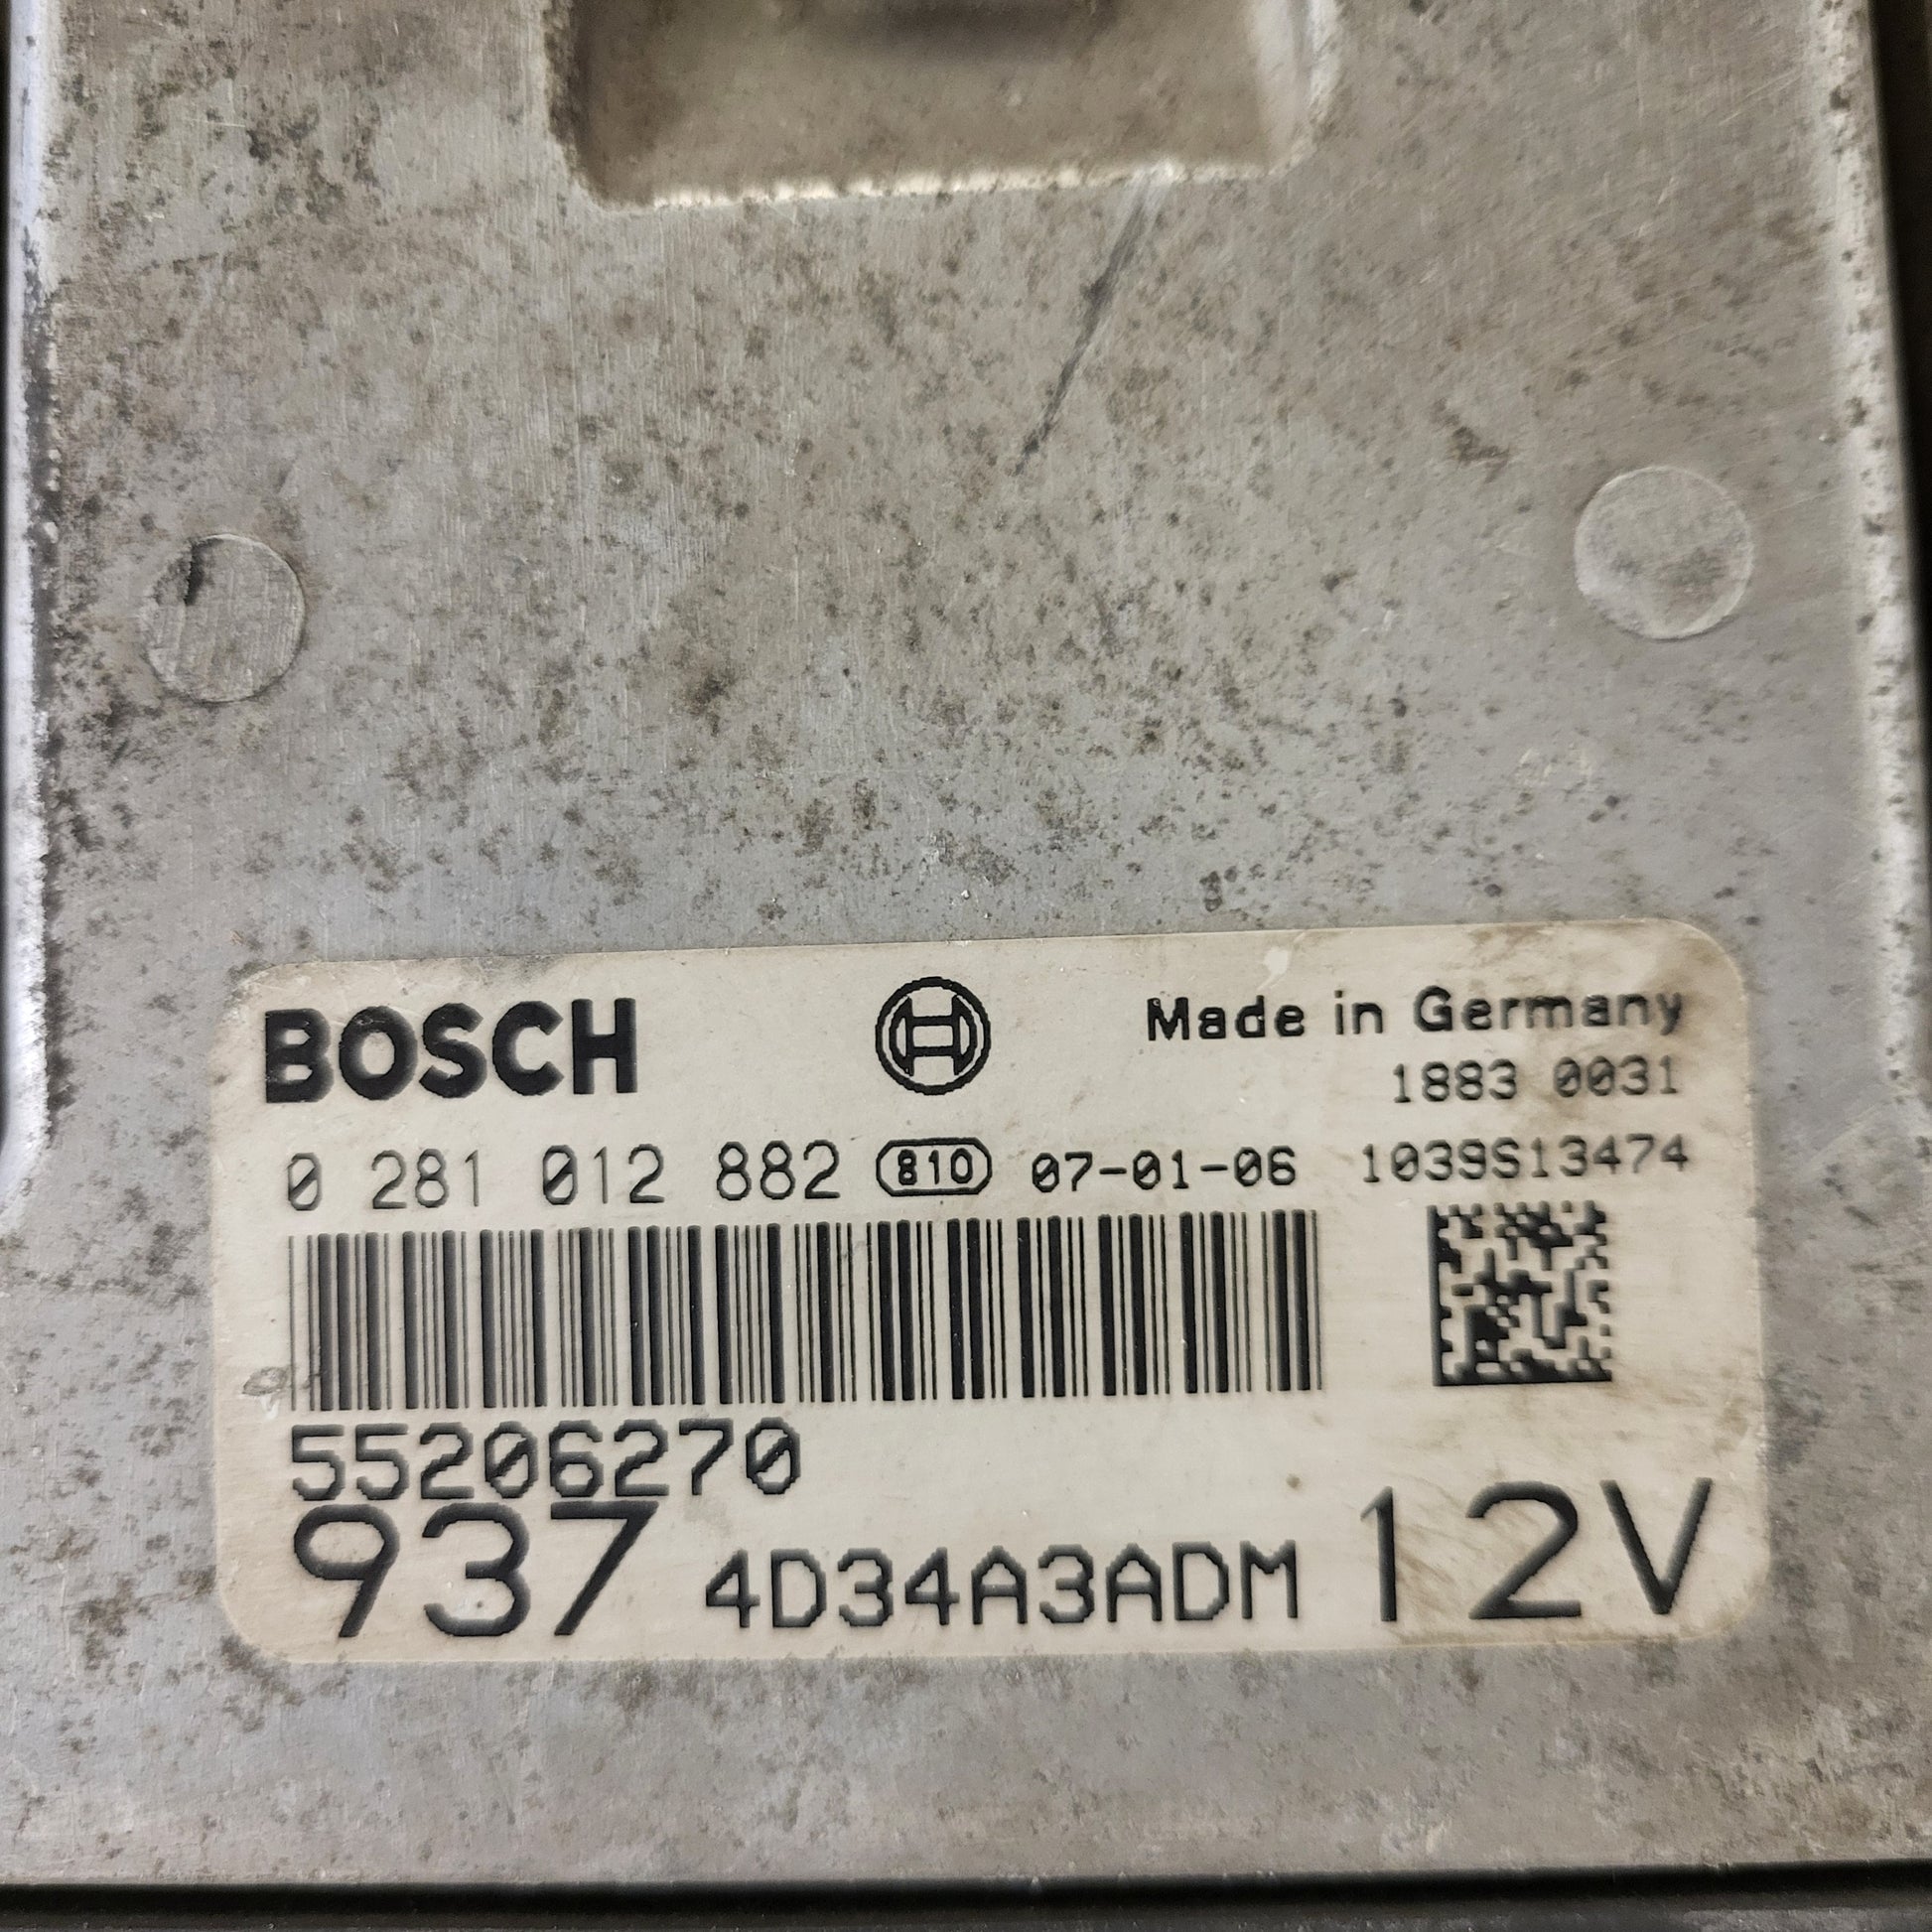 BOSCH
Made in Germany
1883 0031
0 281 012 882 810 07-01-06 1039S13474
55206270
937 4D34A3ADM 12V